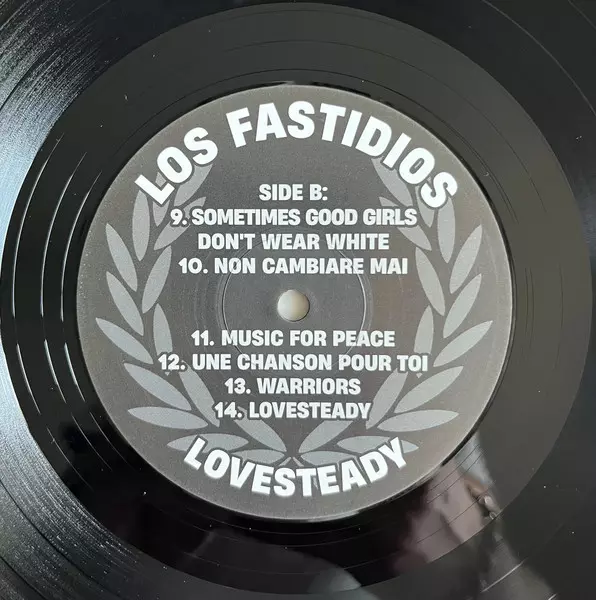 LOS FASTIDIOS
SIDE B:
9. SOMETIMES GOOD GIRLS
DON'T WEAR WHITE
10. NON CAMBIARE MAI
11. MUSIC FOR PEACE
12. UNE CHANSON POUR TOI
13. WARRIORS
14. LOVESTEADY
LOVESTEADY